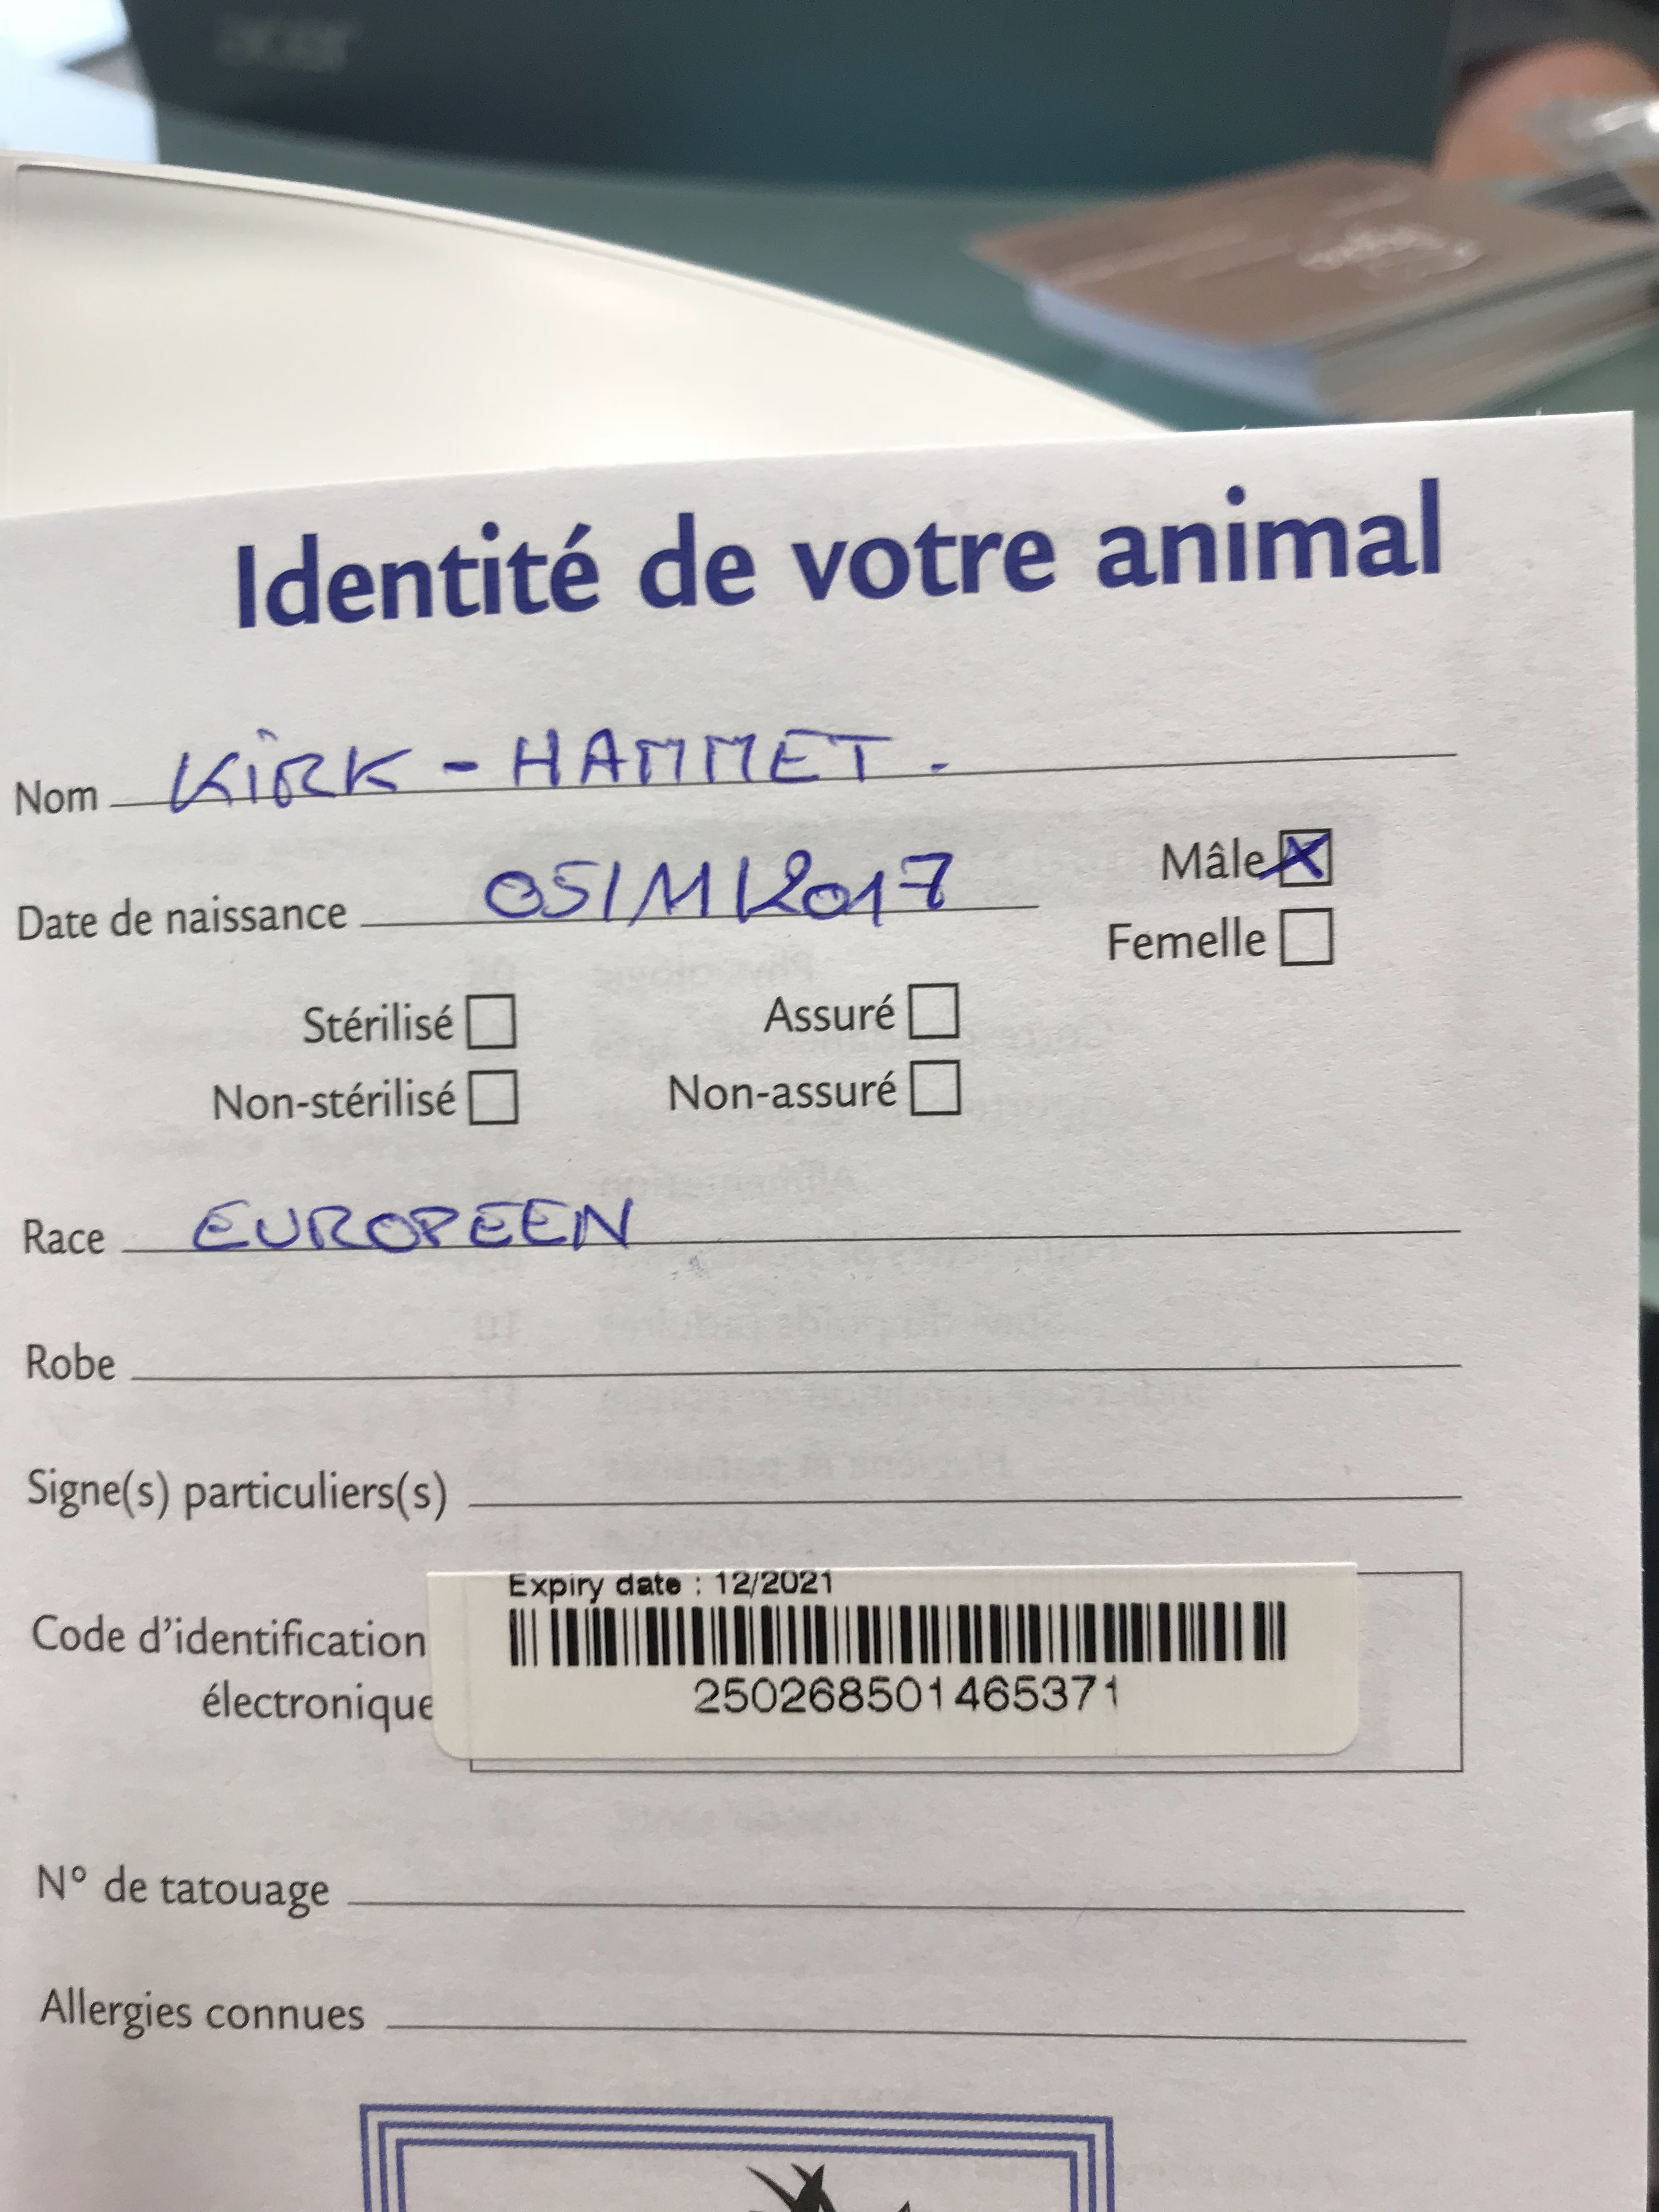 acer
Identité de votre animal
Nom KiRK - HAMMET.
Date de naissance 05/11/2017
Mâle X
Femelle
Stérilisé
Assuré
Non-stérilisé
Non-assuré
Race EUROPEEN
Robe
Signe(s) particuliers(s)
Expiry date : 12/2021
Code d'identification
électronique
250268501465371
N° de tatouage
Allergies connues